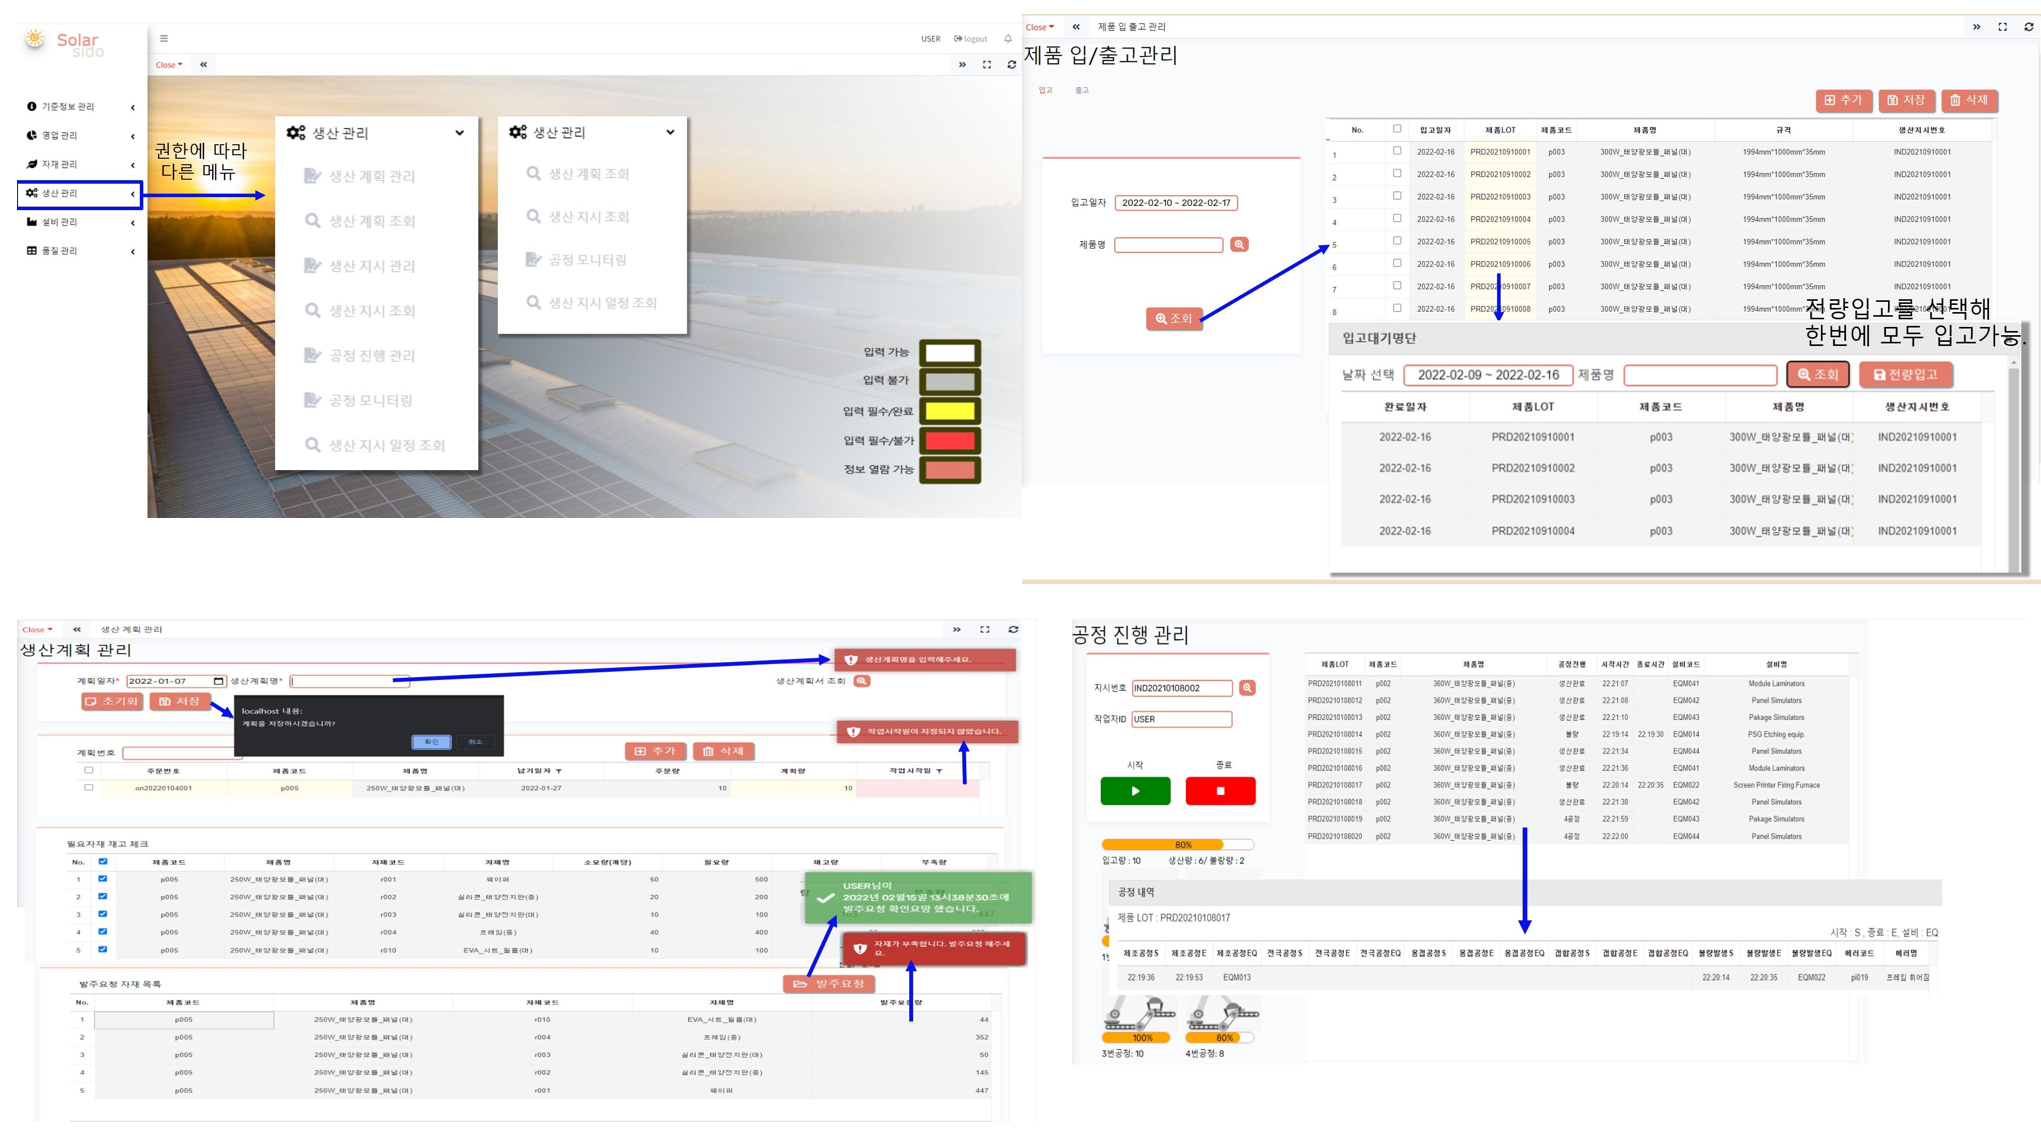 Solar
sido
USER logout
Close
기준정보 관리
영업 관리
자재 관리
생산 관리
설비 관리
품질 관리
권한에 따라
다른 메뉴
생산 관리
생산 계획 관리
생산 계획 조회
생산 지시 관리
생산 지시 조회
공정 진행 관리
공정 모니터링
생산 지시 일정 조회
생산 관리
생산 계획 조회
생산 지시 조회
공정 모니터링
생산 지시 일정 조회
입력 가능
입력 불가
입력 필수/완료
입력 필수/불가
정보 열람 가능
Close 제품 입 출고 관리
제품 입/출고관리
입고 출고
추가 저장 삭제
입고일자 2022-02-10 ~ 2022-02-17
제품명
조회
No. 입고일자 제품LOT 제품코드 제품명 규격 생산지시번호
1 2022-02-16 PRD20210910001 p003 300W_태양광모듈_패널(대) 1994mm*1000mm*35mm IND20210910001
2 2022-02-16 PRD20210910002 p003 300W_태양광모듈_패널(대) 1994mm*1000mm*35mm IND20210910001
3 2022-02-16 PRD20210910003 p003 300W_태양광모듈_패널(대) 1994mm*1000mm*35mm IND20210910001
4 2022-02-16 PRD20210910004 p003 300W_태양광모듈_패널(대) 1994mm*1000mm*35mm IND20210910001
5 2022-02-16 PRD20210910005 p003 300W_태양광모듈_패널(대) 1994mm*1000mm*35mm IND20210910001
6 2022-02-16 PRD20210910006 p003 300W_태양광모듈_패널(대) 1994mm*1000mm*35mm IND20210910001
7 2022-02-16 PRD20210910007 p003 300W_태양광모듈_패널(대) 1994mm*1000mm*35mm IND20210910001
8 2022-02-16 PRD20210910008 p003 300W_태양광모듈_패널(대)
전량입고를 선택해
한번에 모두 입고가능.
입고대기명단
날짜 선택 2022-02-09 ~ 2022-02-16 제품명 조회 전량입고
완료일자 제품LOT 제품코드 제품명 생산지시번호
2022-02-16 PRD20210910001 p003 300W_태양광모듈_패널(대) IND20210910001
2022-02-16 PRD20210910002 p003 300W_태양광모듈_패널(대) IND20210910001
2022-02-16 PRD20210910003 p003 300W_태양광모듈_패널(대) IND20210910001
2022-02-16 PRD20210910004 p003 300W_태양광모듈_패널(대) IND20210910001
Close 생산 계획 관리
생산계획 관리
생산계획명을 입력해주세요.
계획일자* 2022-01-07 생산계획명* 생산계획서 조회
초기화 저장
localhost 내용:
계획을 저장하시겠습니까?
확인 취소
작업시작일이 지정되지 않았습니다.
계획번호 추가 삭제
주문번호 제품코드 제품명 납기일자 주문량 계획량 작업시작일
on20220104001 p005 250W_태양광모듈_패널(대) 2022-01-27 10 10
필요자재 재고 체크
No. 제품코드 제품명 자재코드 자재명 소요량(개당) 필요량 재고량 부족량
1 p005 250W_태양광모듈_패널(대) r001 웨이퍼 50 500
2 p005 250W_태양광모듈_패널(대) r002 실리콘_태양전지판(중) 20 200
3 p005 250W_태양광모듈_패널(대) r003 실리콘_태양전지판(대) 10 100
4 p005 250W_태양광모듈_패널(대) r004 프레임(중) 40 400
5 p005 250W_태양광모듈_패널(대) r010 EVA_시트_필름(대) 10 100
USER님이
2022년 02월15일 13시38분30초에
발주요청 확인요망 했습니다.
447
자재가 부족합니다. 발주요청 해주세
요.
발주요청 자재 목록 발주요청
No. 제품코드 제품명 자재코드 자재명 발주요청량
1 p005 250W_태양광모듈_패널(대) r010 EVA_시트_필름(대) 44
2 p005 250W_태양광모듈_패널(대) r004 프레임(중) 352
3 p005 250W_태양광모듈_패널(대) r003 실리콘_태양전지판(대) 50
4 p005 250W_태양광모듈_패널(대) r002 실리콘_태양전지판(중) 145
5 p005 250W_태양광모듈_패널(대) r001 웨이퍼 447
공정 진행 관리
지시번호 IND20210108002
작업자ID USER
시작 종료
80%
입고량 : 10 생산량 : 6/ 불량량 : 2
제품LOT 제품코드 제품명 공정진행 시작시간 종료시간 설비코드 설비명
PRD20210108011 p002 360W_태양광모듈_패널(중) 생산완료 22:21:07 EQM041 Module Laminators
PRD20210108012 p002 360W_태양광모듈_패널(중) 생산완료 22:21:08 EQM042 Panel Simulators
PRD20210108013 p002 360W_태양광모듈_패널(중) 생산완료 22:21:10 EQM043 Pakage Simulators
PRD20210108014 p002 360W_태양광모듈_패널(중) 불량 22:19:14 22:19:30 EQM014 PSG Etching equip.
PRD20210108015 p002 360W_태양광모듈_패널(중) 생산완료 22:21:34 EQM044 Panel Simulators
PRD20210108016 p002 360W_태양광모듈_패널(중) 생산완료 22:21:36 EQM041 Module Laminators
PRD20210108017 p002 360W_태양광모듈_패널(중) 불량 22:20:14 22:20:35 EQM022 Screen Printer Firing Furnace
PRD20210108018 p002 360W_태양광모듈_패널(중) 생산완료 22:21:38 EQM042 Panel Simulators
PRD20210108019 p002 360W_태양광모듈_패널(중) 4공정 22:21:59 EQM043 Pakage Simulators
PRD20210108020 p002 360W_태양광모듈_패널(중) 4공정 22:22:00 EQM044 Panel Simulators
공정 내역
제품 LOT : PRD20210108017
시작 : S , 종료 : E, 설비 : EQ
제조공정S 제조공정E 제조공정EQ 전극공정S 전극공정E 전극공정EQ 용접공정S 용접공정E 용접공정EQ 접합공정S 접합공정E 접합공정EQ 불량발생S 불량발생E 불량발생EQ 에러코드 에러명
22:19:36 22:19:53 EQM013 22:20:14 22:20:35 EQM022 pi019 프레임 휘어짐
100% 80%
3번공정: 10 4번공정: 8